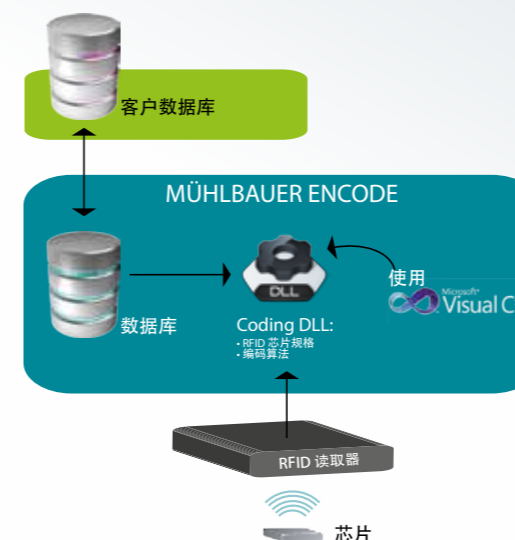 客户数据库
MÜHLBAUER ENCODE
DLL
使用
Microsoft®
Visual C
数据库
Coding DLL:
• RFID 芯片规格
• 编码算法
RFID 读取器
芯片